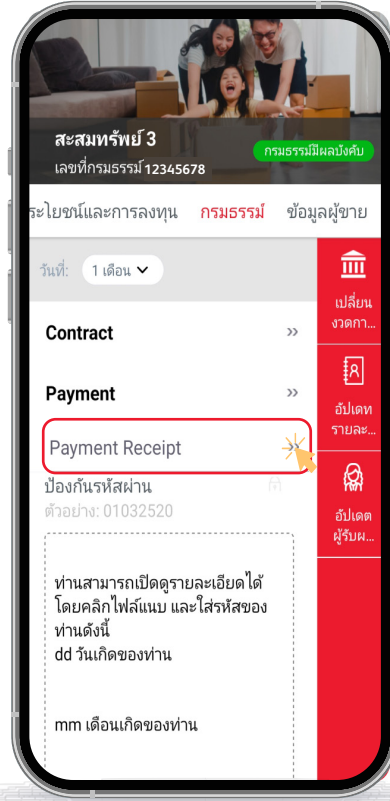 สะสมทรัพย์ 3
กรมธรรม์มีผลบังคับ
เลขที่กรมธรรม์ 12345678
ระโยชน์และการลงทุน กรมธรรม์ ข้อมูลผู้ขาย
วันที่: 1 เดือน
เปลี่ยน
งวดกา...
Contract
Payment
อัปเดท
รายละ...
Payment Receipt
ป้องกันรหัสผ่าน
ตัวอย่าง: 01032520
อัปเดต
ผู้รับผ...
ท่านสามารถเปิดดูรายละเอียดได้
โดยคลิกไฟล์แนบ และใส่รหัสของ
ท่านดังนี้
dd วันเกิดของท่าน
mm เดือนเกิดของท่าน